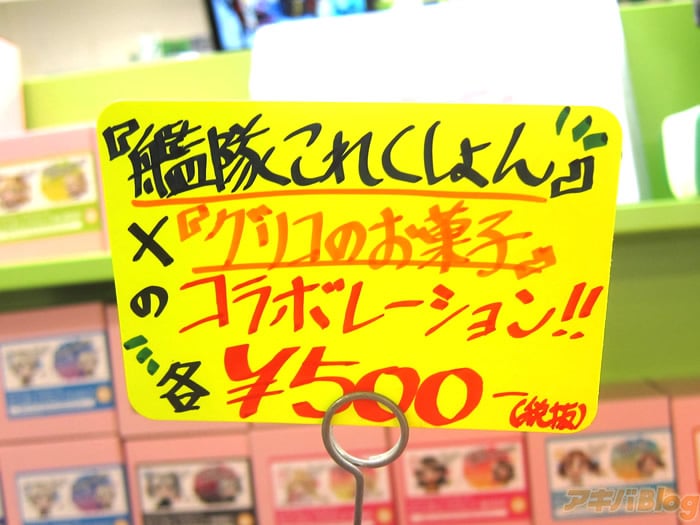 『艦隊これくしょん』
×『グリコのお菓子』
のコラボレーション!!
各¥500-(税抜)
アキバBlog